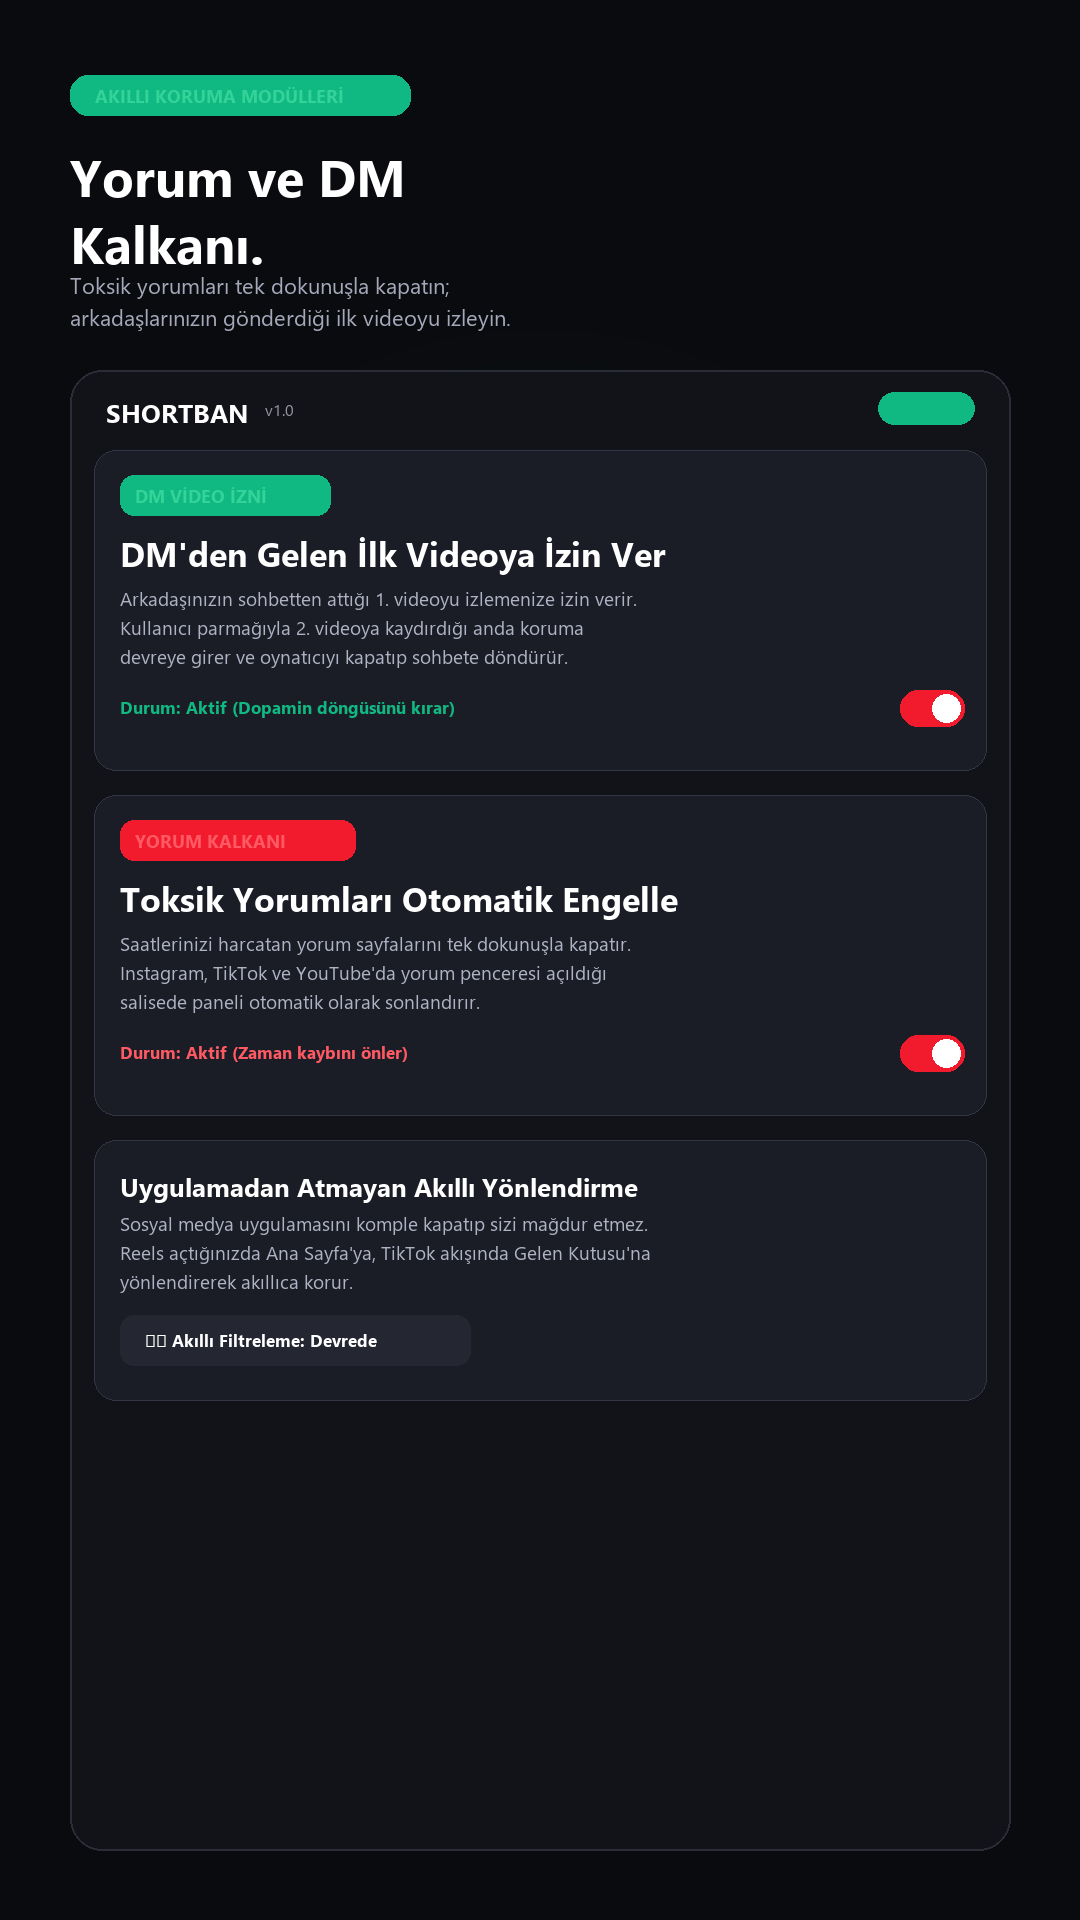 AKILLI KORUMA MODÜLLERİ
Yorum ve DM
Kalkanı.
Toksik yorumları tek dokunuşla kapatın;
arkadaşlarınızın gönderdiği ilk videoyu izleyin.
SHORTBAN v1.0
DM VİDEO İZNİ
DM'den Gelen İlk Videoya İzin Ver
Arkadaşınızın sohbetten attığı 1. videoyu izlemenize izin verir.
Kullanıcı parmağıyla 2. videoya kaydırdığı anda koruma
devreye girer ve oynatıcıyı kapatıp sohbete döndürür.
Durum: Aktif (Dopamin döngüsünü kırar)
YORUM KALKANI
Toksik Yorumları Otomatik Engelle
Saatlerinizi harcatan yorum sayfalarını tek dokunuşla kapatır.
Instagram, TikTok ve YouTube'da yorum penceresi açıldığı
salisede paneli otomatik olarak sonlandırır.
Durum: Aktif (Zaman kaybını önler)
Uygulamadan Atmayan Akıllı Yönlendirme
Sosyal medya uygulamasını komple kapatıp sizi mağdur etmez.
Reels açtığınızda Ana Sayfa'ya, TikTok akışında Gelen Kutusu'na
yönlendirerek akıllıca korur.
Akıllı Filtreleme: Devrede